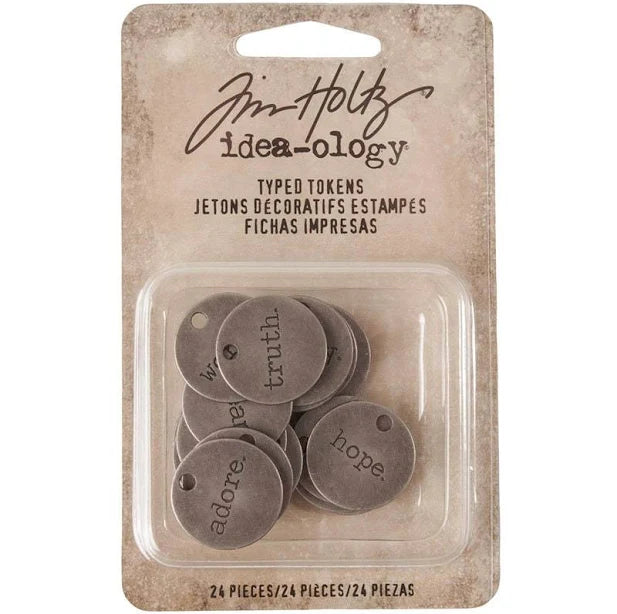 Tim Holtz®
idea-ology®
TYPED TOKENS
JETONS DÉCORATIFS ESTAMPÉS
FICHAS IMPRESAS
truth.
hope.
adore.
24 PIECES/24 PIÈCES/24 PIEZAS